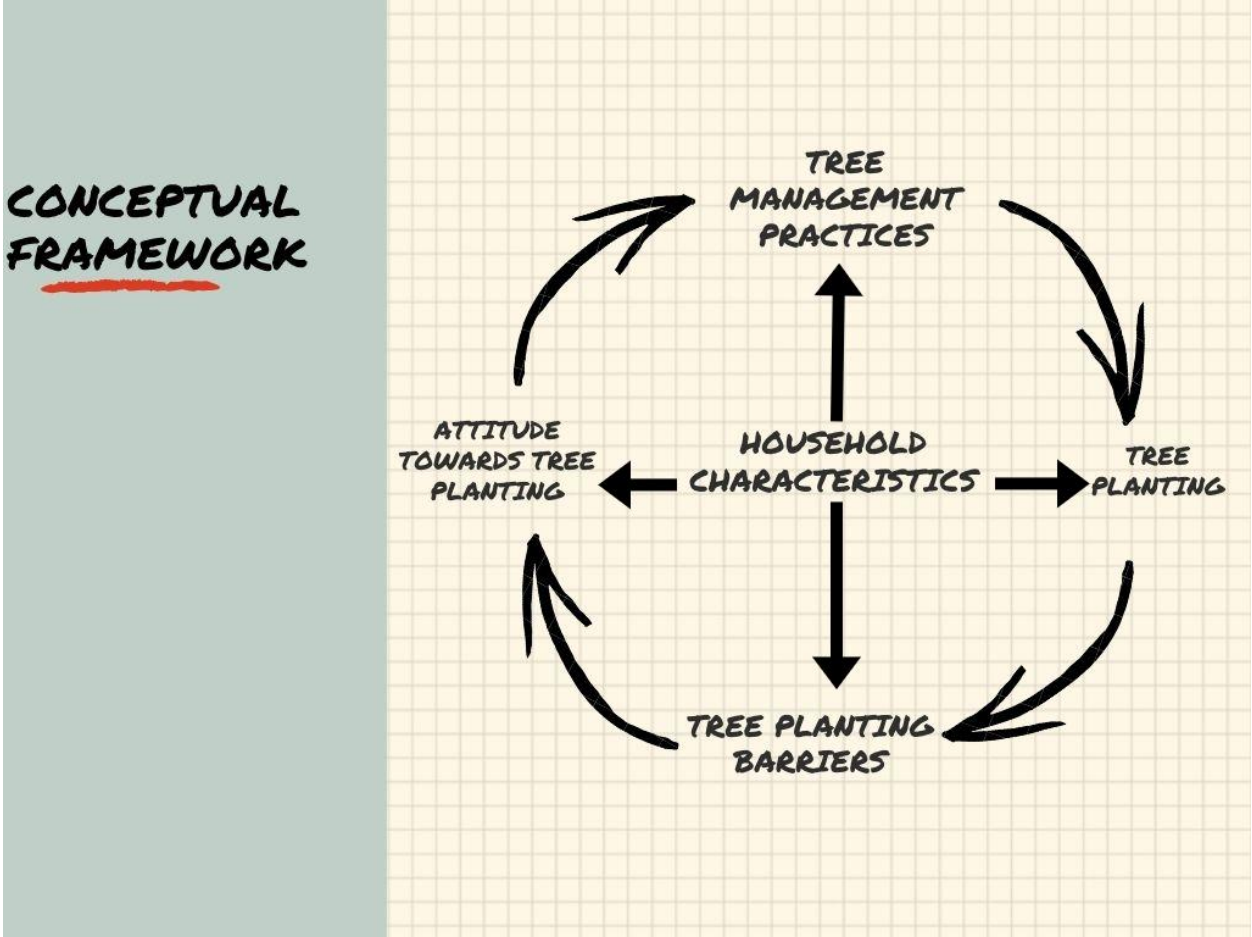 CONCEPTUAL
FRAMEWORK
TREE
MANAGEMENT
PRACTICES
ATTITUDE
TOWARDS TREE
PLANTING
HOUSEHOLD
CHARACTERISTICS
TREE
PLANTING
TREE PLANTING
BARRIERS